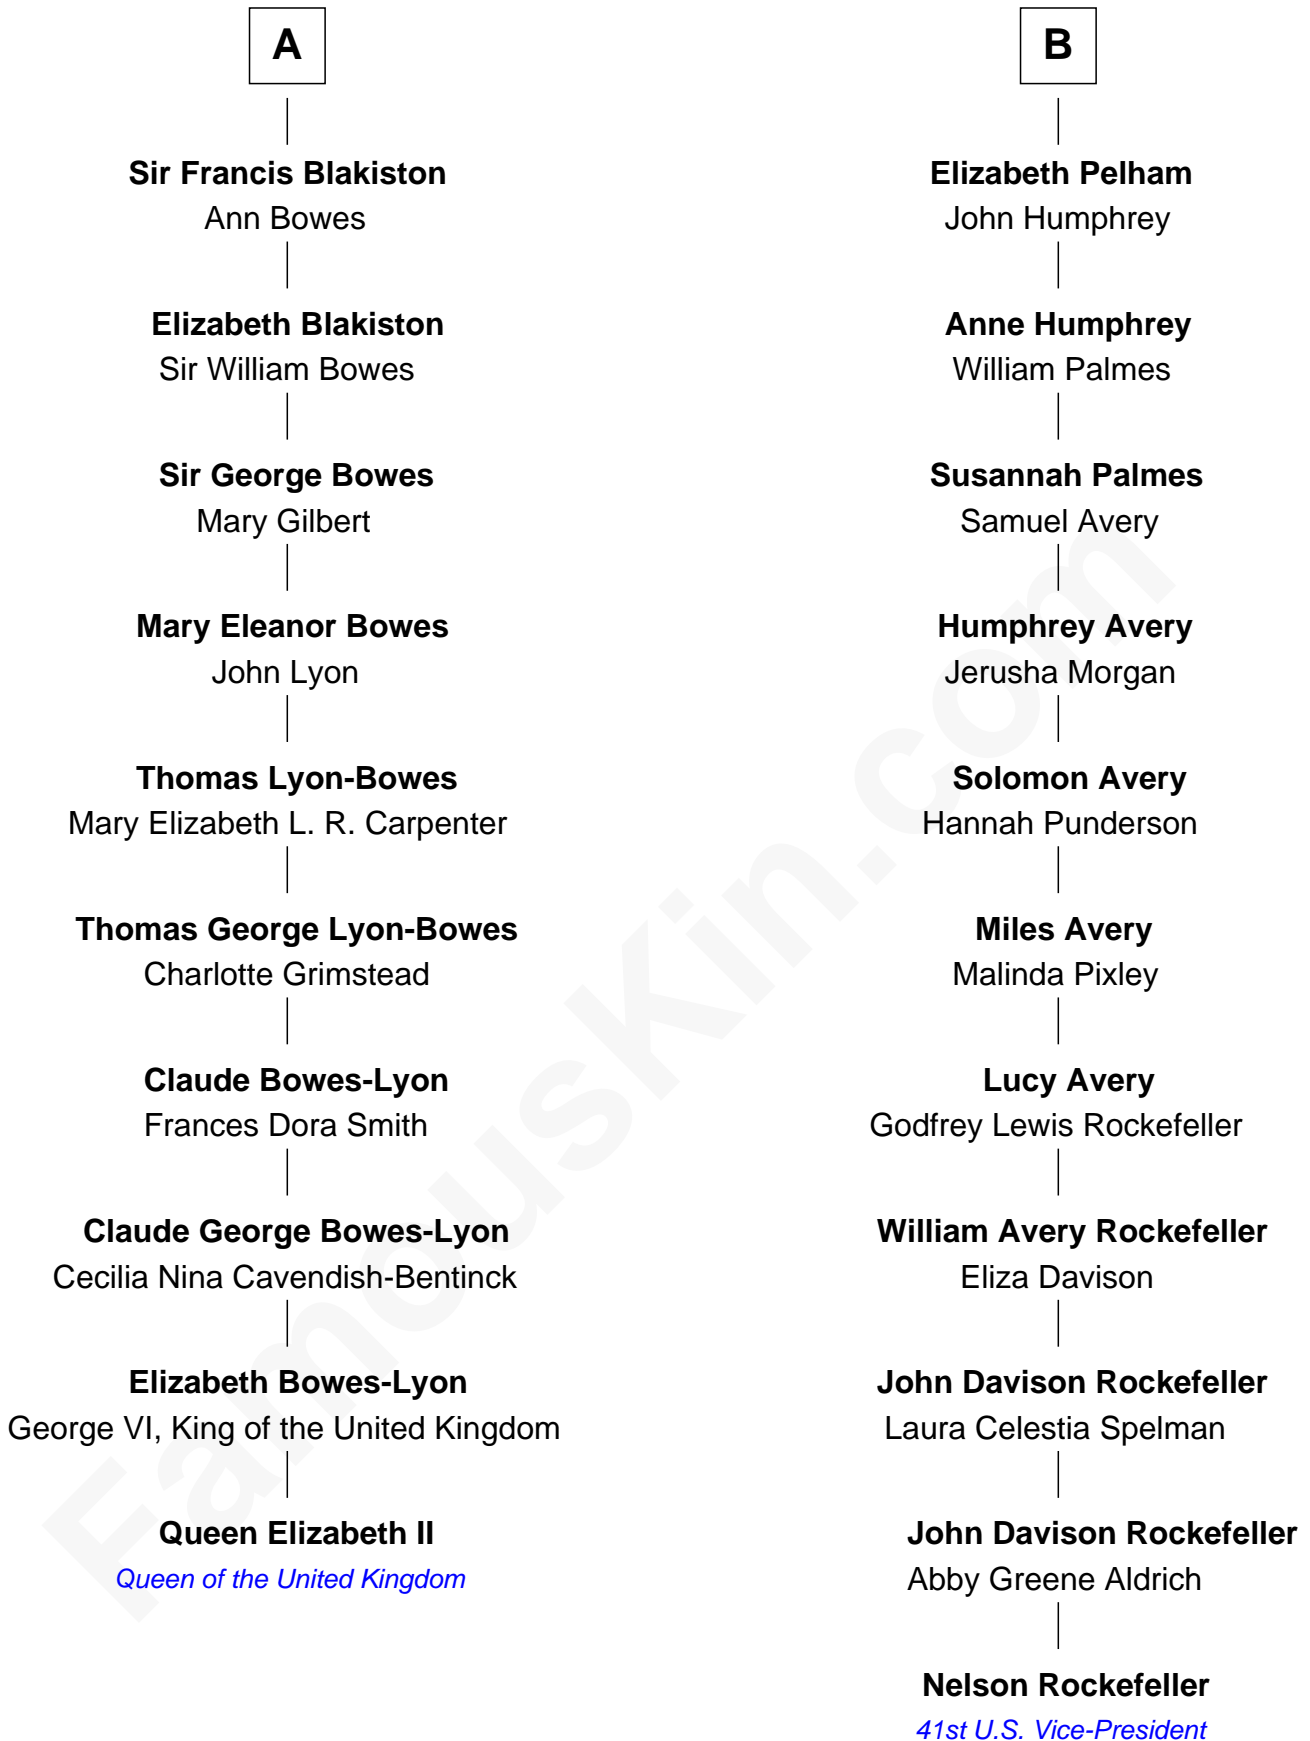 A
Sir Francis Blakiston
Ann Bowes
Elizabeth Blakiston
Sir William Bowes
Sir George Bowes
Mary Gilbert
Mary Eleanor Bowes
John Lyon
Thomas Lyon-Bowes
Mary Elizabeth L. R. Carpenter
Thomas George Lyon-Bowes
Charlotte Grimstead
Claude Bowes-Lyon
Frances Dora Smith
Claude George Bowes-Lyon
Cecilia Nina Cavendish-Bentinck
Elizabeth Bowes-Lyon
George VI, King of the United Kingdom
Queen Elizabeth II
Queen of the United Kingdom
B
Elizabeth Pelham
John Humphrey
Anne Humphrey
William Palmes
Susannah Palmes
Samuel Avery
Humphrey Avery
Jerusha Morgan
Solomon Avery
Hannah Punderson
Miles Avery
Malinda Pixley
Lucy Avery
Godfrey Lewis Rockefeller
William Avery Rockefeller
Eliza Davison
John Davison Rockefeller
Laura Celestia Spelman
John Davison Rockefeller
Abby Greene Aldrich
Nelson Rockefeller
41st U.S. Vice-President
FamousKin.com